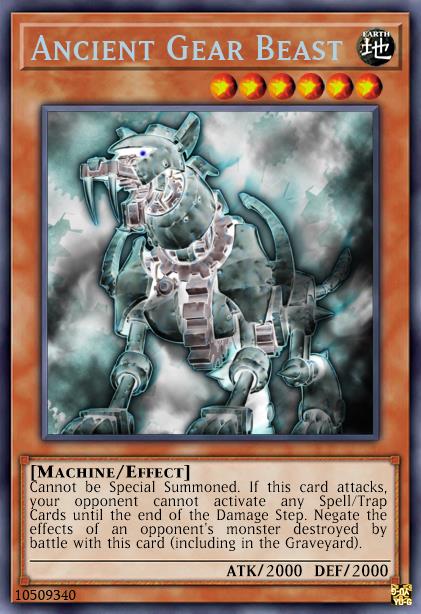 Ancient Gear Beast
EARTH
地
[Machine/Effect]
Cannot be Special Summoned. If this card attacks,
your opponent cannot activate any Spell/Trap
Cards until the end of the Damage Step. Negate the
effects of an opponent's monster destroyed by
battle with this card (including in the Graveyard).
ATK/2000 DEF/2000
10509340